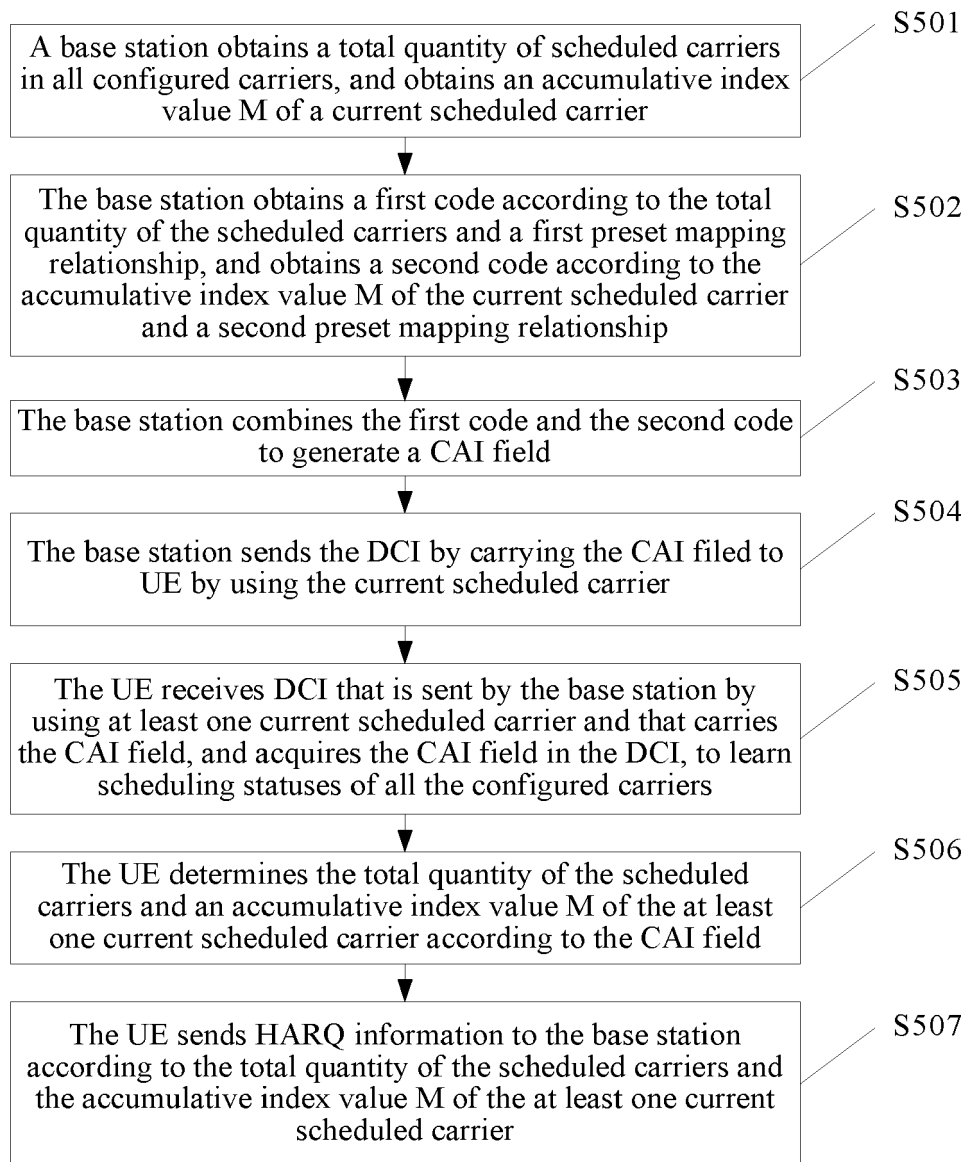 S501
A base station obtains a total quantity of scheduled carriers
in all configured carriers, and obtains an accumulative index
value M of a current scheduled carrier
S502
The base station obtains a first code according to the total
quantity of the scheduled carriers and a first preset mapping
relationship, and obtains a second code according to the
accumulative index value M of the current scheduled carrier
and a second preset mapping relationship
S503
The base station combines the first code and the second code
to generate a CAI field
S504
The base station sends the DCI by carrying the CAI filed to
UE by using the current scheduled carrier
S505
The UE receives DCI that is sent by the base station by
using at least one current scheduled carrier and that carries
the CAI field, and acquires the CAI field in the DCI, to learn
scheduling statuses of all the configured carriers
S506
The UE determines the total quantity of the scheduled
carriers and an accumulative index value M of the at least
one current scheduled carrier according to the CAI field
S507
The UE sends HARQ information to the base station
according to the total quantity of the scheduled carriers and
the accumulative index value M of the at least one current
scheduled carrier